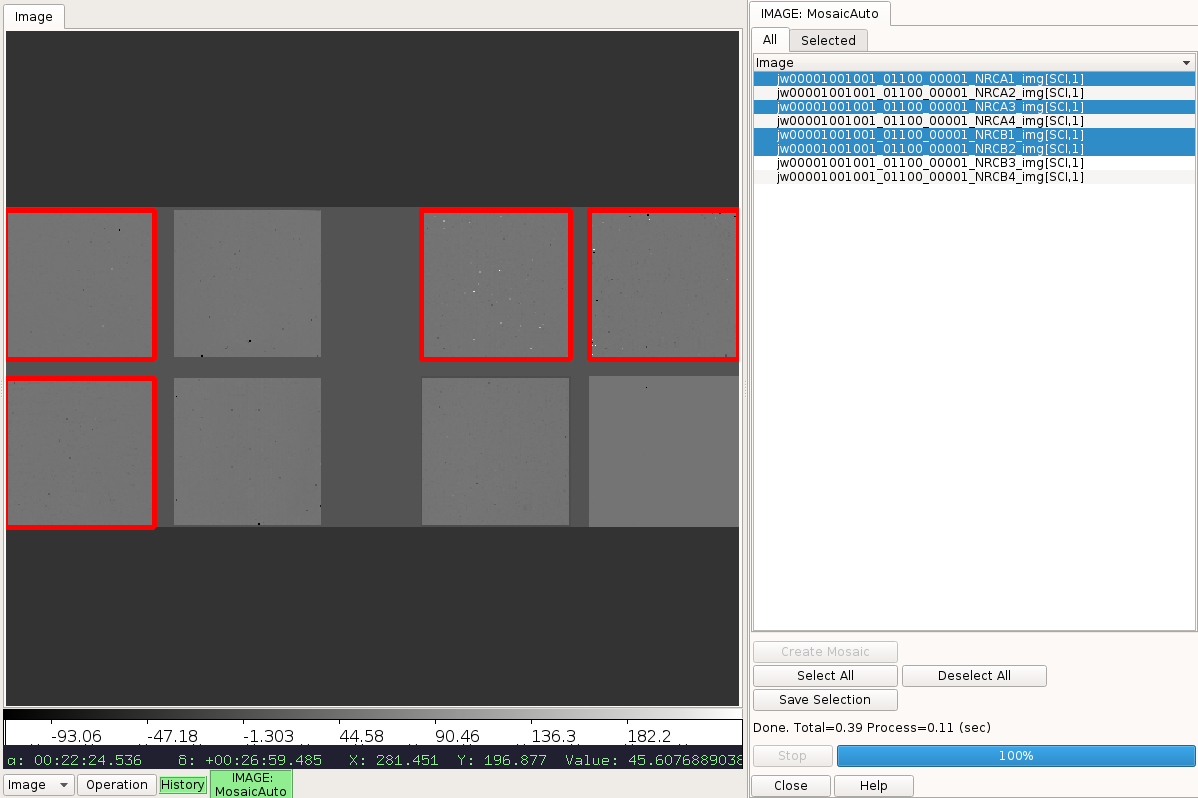 Image
IMAGE: MosaicAuto
All
Selected
Image
jw00001001001_01100_00001_NRCA1_img[SCI,1]
jw00001001001_01100_00001_NRCA2_img[SCI,1]
jw00001001001_01100_00001_NRCA3_img[SCI,1]
jw00001001001_01100_00001_NRCA4_img[SCI,1]
jw00001001001_01100_00001_NRCB1_img[SCI,1]
jw00001001001_01100_00001_NRCB2_img[SCI,1]
jw00001001001_01100_00001_NRCB3_img[SCI,1]
jw00001001001_01100_00001_NRCB4_img[SCI,1]
Create Mosaic
Select All
Deselect All
Save Selection
Done. Total=0.39 Process=0.11 (sec)
Stop
100%
Close
Help
-93.06 -47.18 -1.303 44.58 90.46 136.3 182.2
α: 00:22:24.536 δ: +00:26:59.485 X: 281.451 Y: 196.877 Value: 45.6076889038
Image
Operation
History
IMAGE:
MosaicAuto